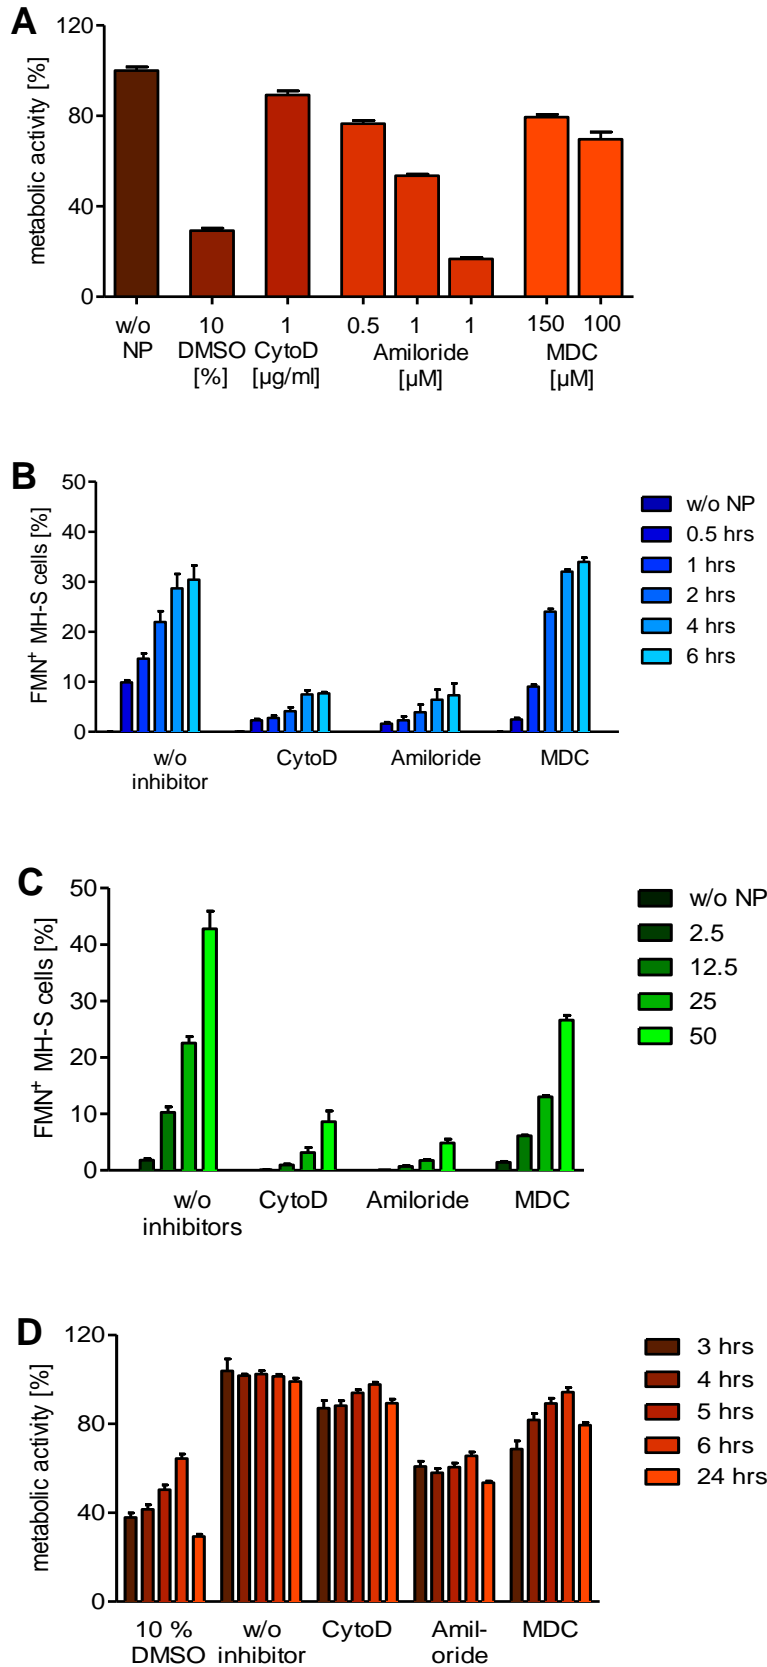 A
metabolic activity [%]
120
80
40
0
w/o NP
10 DMSO [%]
1 CytoD [µg/ml]
0.5 1 1
Amiloride
[µM]
150 100
MDC
[µM]
B
FMN⁺ MH-S cells [%]
50
40
30
20
10
0
w/o inhibitor
CytoD
Amiloride
MDC
w/o NP
0.5 hrs
1 hrs
2 hrs
4 hrs
6 hrs
C
FMN⁺ MH-S cells [%]
50
40
30
20
10
0
w/o inhibitors
CytoD
Amiloride
MDC
w/o NP
2.5
12.5
25
50
D
metabolic activity [%]
120
80
40
0
10 % DMSO
w/o inhibitor
CytoD
Amil-
oride
MDC
3 hrs
4 hrs
5 hrs
6 hrs
24 hrs